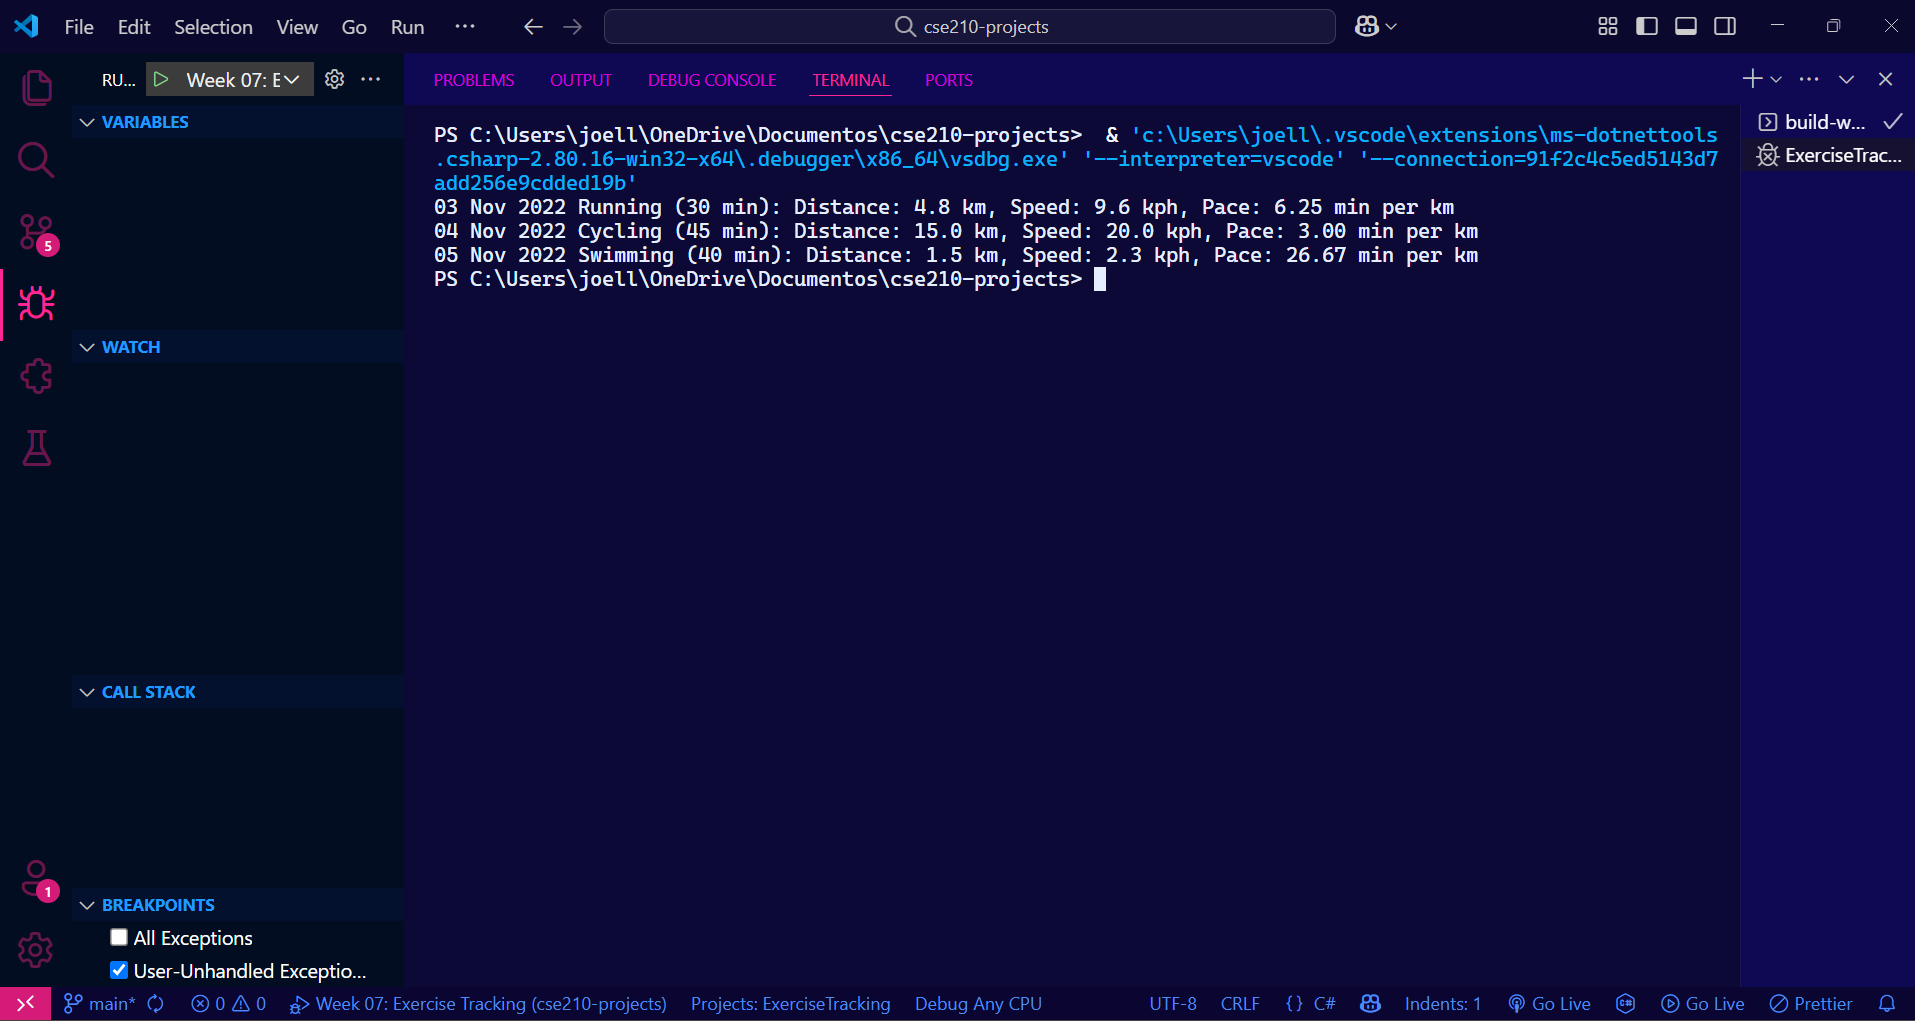 File Edit Selection View Go Run ··· cse210-projects
RU... Week 07: E ···
PROBLEMS OUTPUT DEBUG CONSOLE TERMINAL PORTS ···
VARIABLES
WATCH
CALL STACK
BREAKPOINTS
All Exceptions
User-Unhandled Exceptio...
5
1
PS C:\Users\joell\OneDrive\Documentos\cse210-projects>  & 'c:\Users\joell\.vscode\extensions\ms-dotnettools
.csharp-2.80.16-win32-x64\.debugger\x86_64\vsdbg.exe' '--interpreter=vscode' '--connection=91f2c4c5ed5143d7
add256e9cdded19b'
03 Nov 2022 Running (30 min): Distance: 4.8 km, Speed: 9.6 kph, Pace: 6.25 min per km
04 Nov 2022 Cycling (45 min): Distance: 15.0 km, Speed: 20.0 kph, Pace: 3.00 min per km
05 Nov 2022 Swimming (40 min): Distance: 1.5 km, Speed: 2.3 kph, Pace: 26.67 min per km
PS C:\Users\joell\OneDrive\Documentos\cse210-projects>
build-w...
ExerciseTrac...
main* 0 0 Week 07: Exercise Tracking (cse210-projects) Projects: ExerciseTracking Debug Any CPU UTF-8 CRLF {} C# Indents: 1 Go Live Go Live Prettier